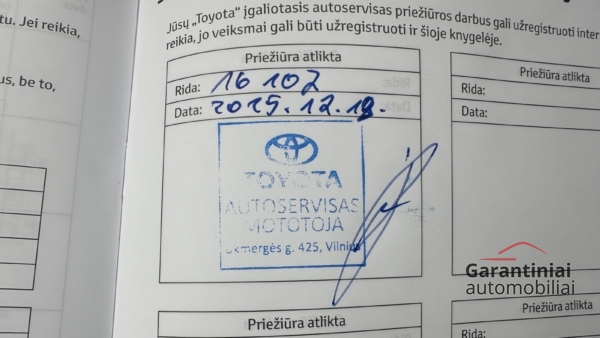 tu. Jei reikia,
us, be to,
Jūsų „Toyota“ įgaliotasis autoservisas priežiūros darbus gali užregistruoti inter
reikia, jo veiksmai gali būti užregistruoti ir šioje knygelėje.
Priežiūra atlikta
Rida: 16 102
Data: 2025.12.18.
TOYOTA
AUTOSERVISAS
MOTOTOJA
Ukmergės g. 425, Vilnius
Priežiūra atlikta
Rida:
Data:
Garantiniai
automobiliai
Priežiūra atlikta
Priežiūra atlikta
Rida: